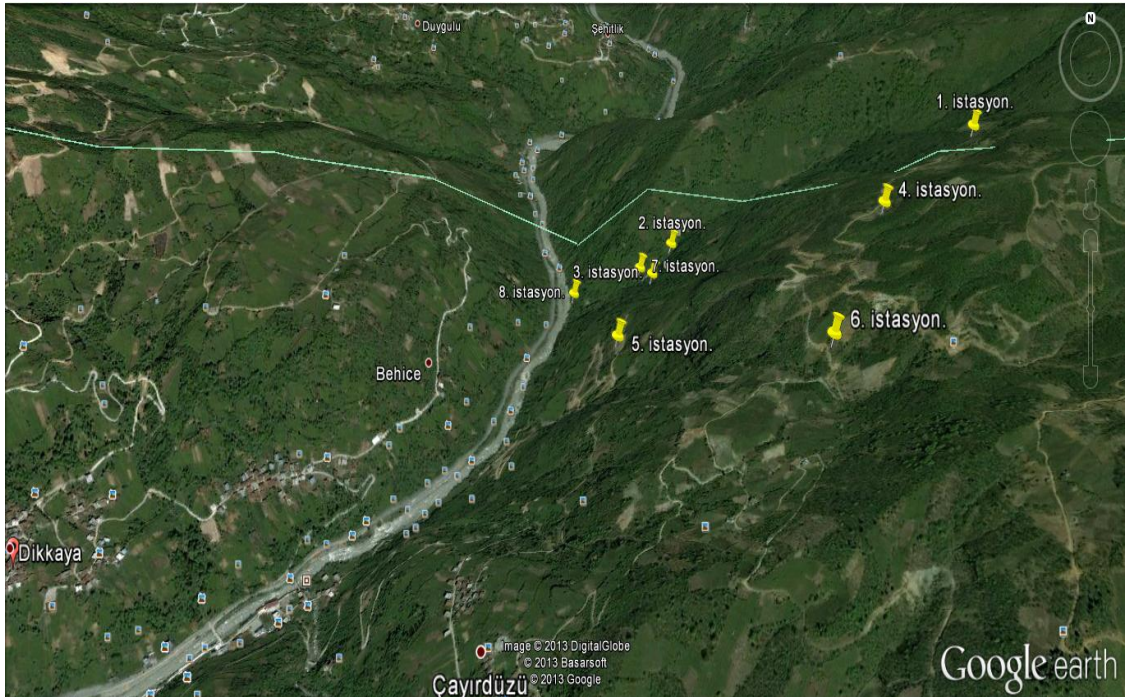 Duygulu
Şehitlik
N
1. istasyon.
4. istasyon.
2. istasyon.
3. istasyon.
7. istasyon.
8. istasyon.
6. istasyon.
5. istasyon.
Behice
Dikkaya
Image © 2013 DigitalGlobe
© 2013 Basarsoft
© 2013 Google
Çayırdüzü
Google earth